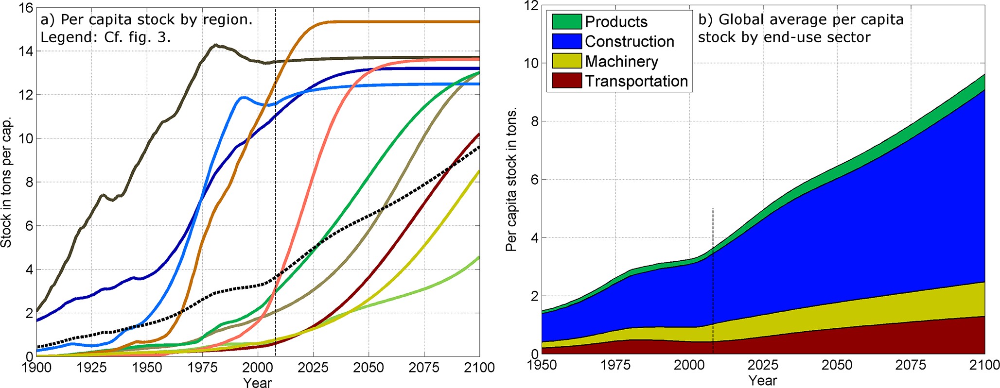 a) Per capita stock by region.
Legend: Cf. fig. 3.
Stock in tons per cap.
16
14
12
10
8
6
4
2
0
1900 1925 1950 1975 2000 2025 2050 2075 2100
Year
b) Global average per capita
stock by end-use sector
Products
Construction
Machinery
Transportation
Per capita stock in tons.
12
10
8
6
4
2
0
1950 1975 2000 2025 2050 2075 2100
Year